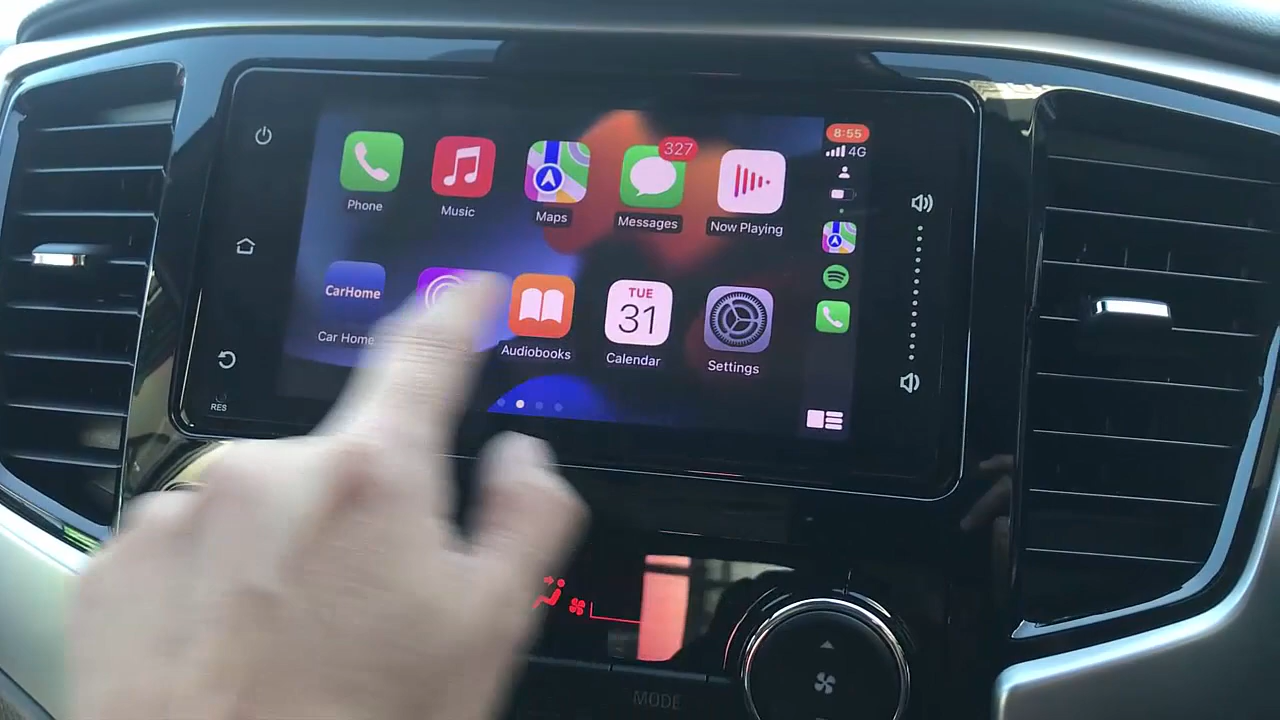 8:55
4G
327
Phone
Music
Maps
Messages
Now Playing
CarHome
TUE
31
Car Home
Audiobooks
Calendar
Settings
RES
MODE